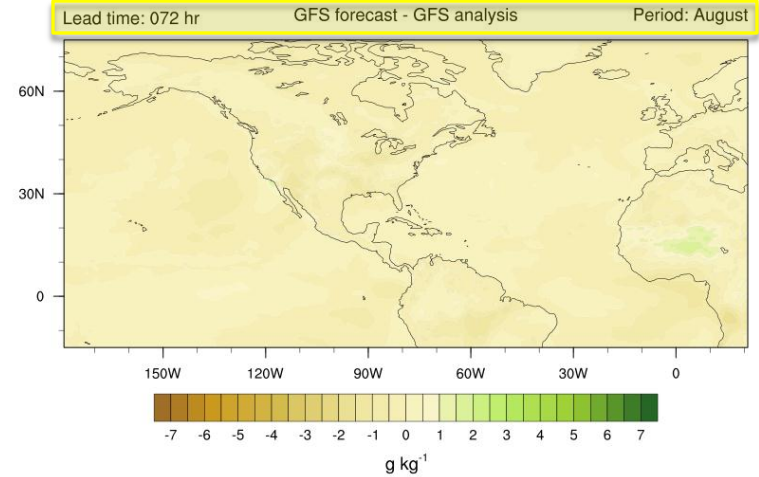 Lead time: 072 hr GFS forecast - GFS analysis Period: August
60N
30N
0
150W 120W 90W 60W 30W 0
-7 -6 -5 -4 -3 -2 -1 0 1 2 3 4 5 6 7
g kg⁻¹